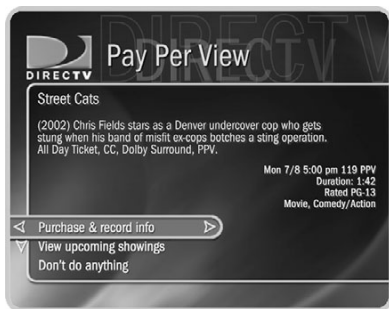 DIRECTV
DIRECTV
Pay Per View
DIRECTV
Street Cats
(2002) Chris Fields stars as a Denver undercover cop who gets
stung when his band of misfit ex-cops botches a sting operation.
All Day Ticket, CC, Dolby Surround, PPV.
Mon 7/8 5:00 pm 119 PPV
Duration: 1:42
Rated PG-13
Movie, Comedy/Action
Purchase & record info
View upcoming showings
Don't do anything